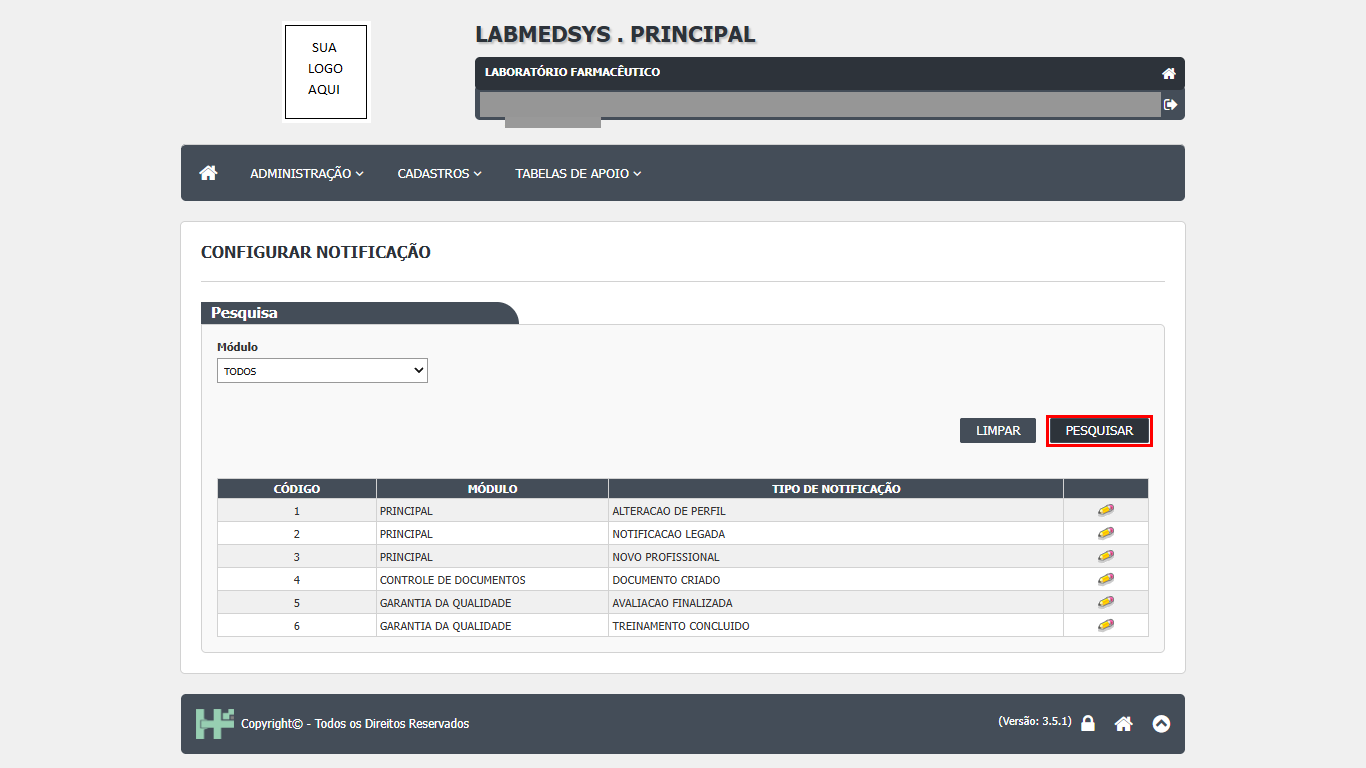 SUA
LOGO
AQUI
LABMEDSYS . PRINCIPAL
LABORATÓRIO FARMACÊUTICO
ADMINISTRAÇÃO CADASTROS TABELAS DE APOIO
CONFIGURAR NOTIFICAÇÃO
Pesquisa
Módulo
TODOS
LIMPAR PESQUISAR
CÓDIGO MÓDULO TIPO DE NOTIFICAÇÃO
1 PRINCIPAL ALTERACAO DE PERFIL
2 PRINCIPAL NOTIFICACAO LEGADA
3 PRINCIPAL NOVO PROFISSIONAL
4 CONTROLE DE DOCUMENTOS DOCUMENTO CRIADO
5 GARANTIA DA QUALIDADE AVALIACAO FINALIZADA
6 GARANTIA DA QUALIDADE TREINAMENTO CONCLUIDO
Copyright© - Todos os Direitos Reservados (Versão: 3.5.1)